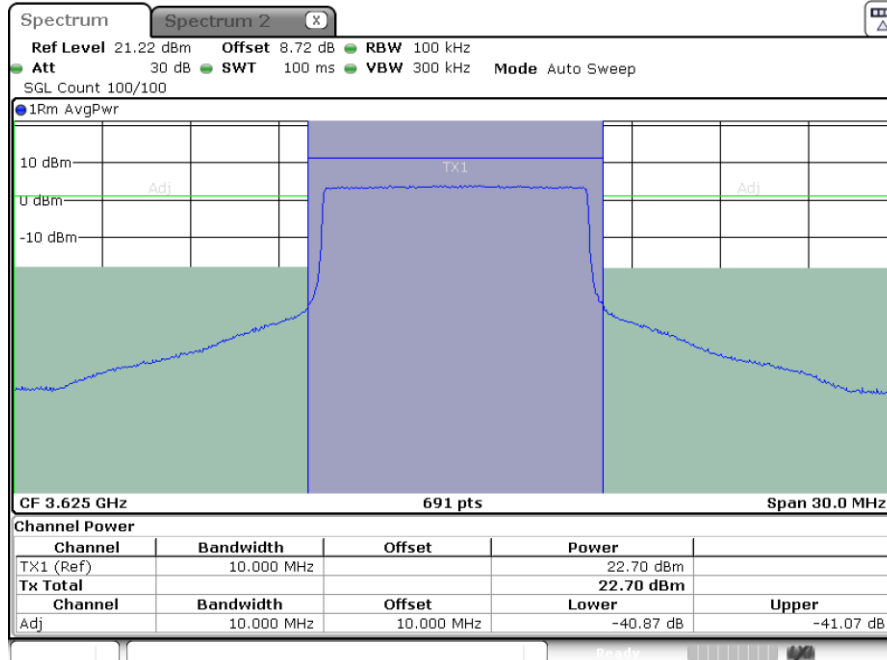 Spectrum Spectrum 2 X
Ref Level 21.22 dBm Offset 8.72 dB RBW 100 kHz
Att 30 dB SWT 100 ms VBW 300 kHz Mode Auto Sweep
SGL Count 100/100
1Rm AvgPwr
10 dBm
TX1
Adj Adj
0 dBm
-10 dBm
CF 3.625 GHz 691 pts Span 30.0 MHz
Channel Power
Channel Bandwidth Offset Power
TX1 (Ref) 10.000 MHz 22.70 dBm
Tx Total 22.70 dBm
Channel Bandwidth Offset Lower Upper
Adj 10.000 MHz 10.000 MHz -40.87 dB -41.07 dB
Ready